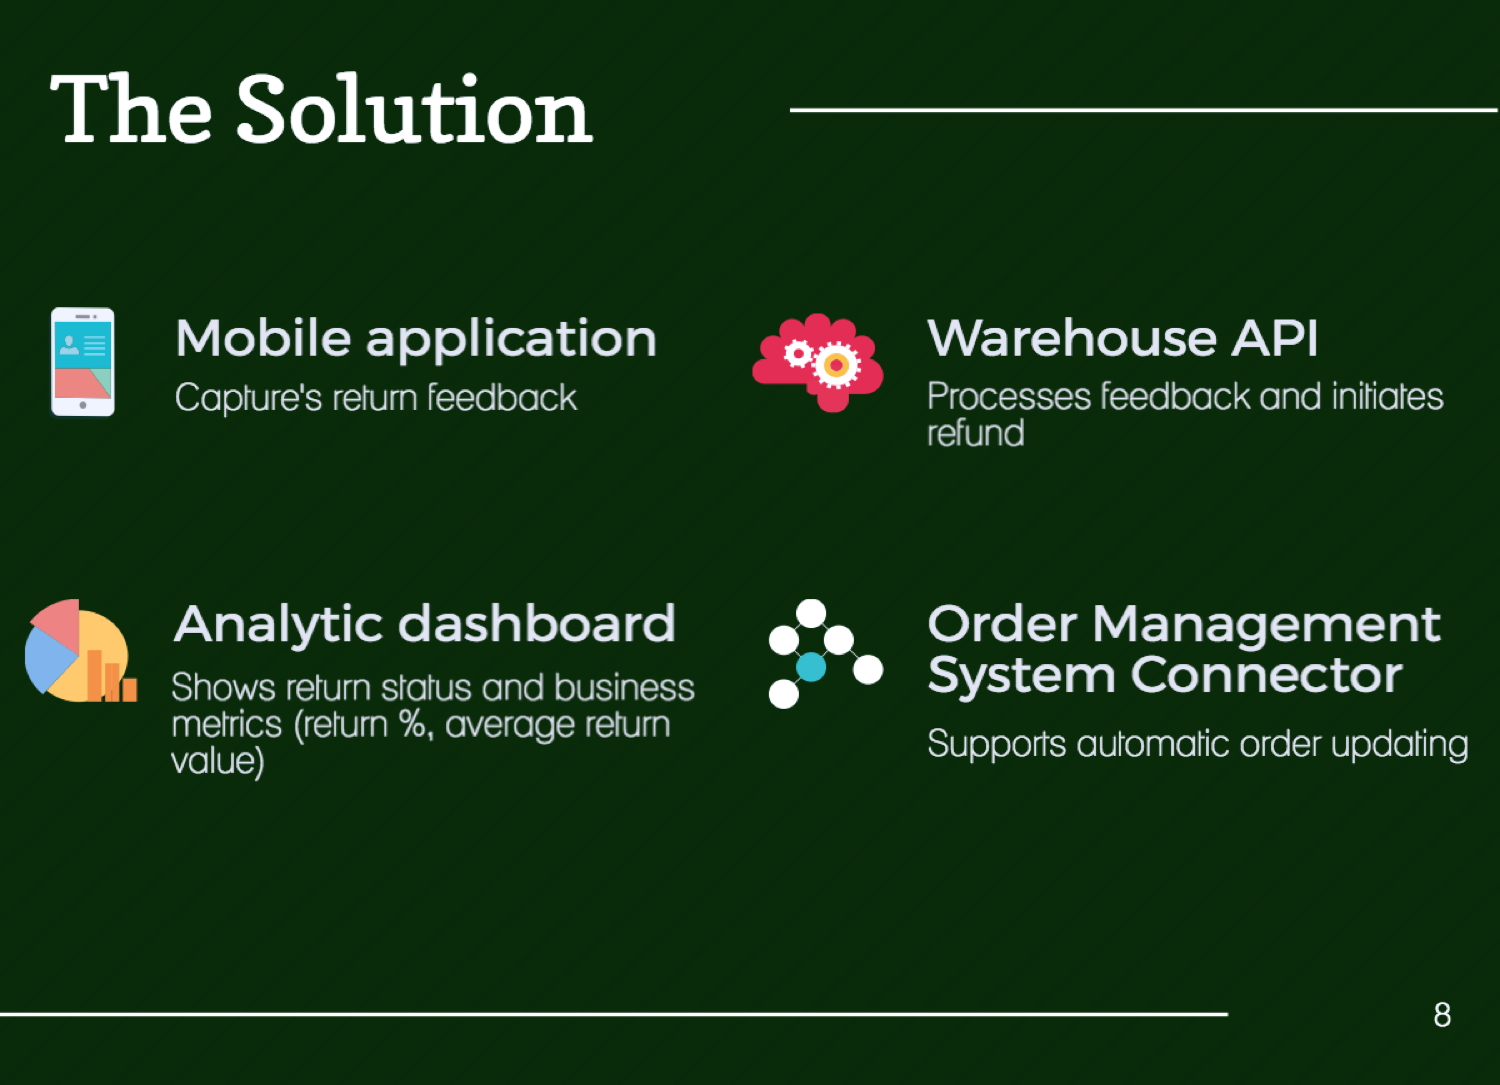 The Solution
Mobile application
Capture's return feedback
Warehouse API
Processes feedback and initiates
refund
Analytic dashboard
Shows return status and business
metrics (return %, average return
value)
Order Management
System Connector
Supports automatic order updating
8